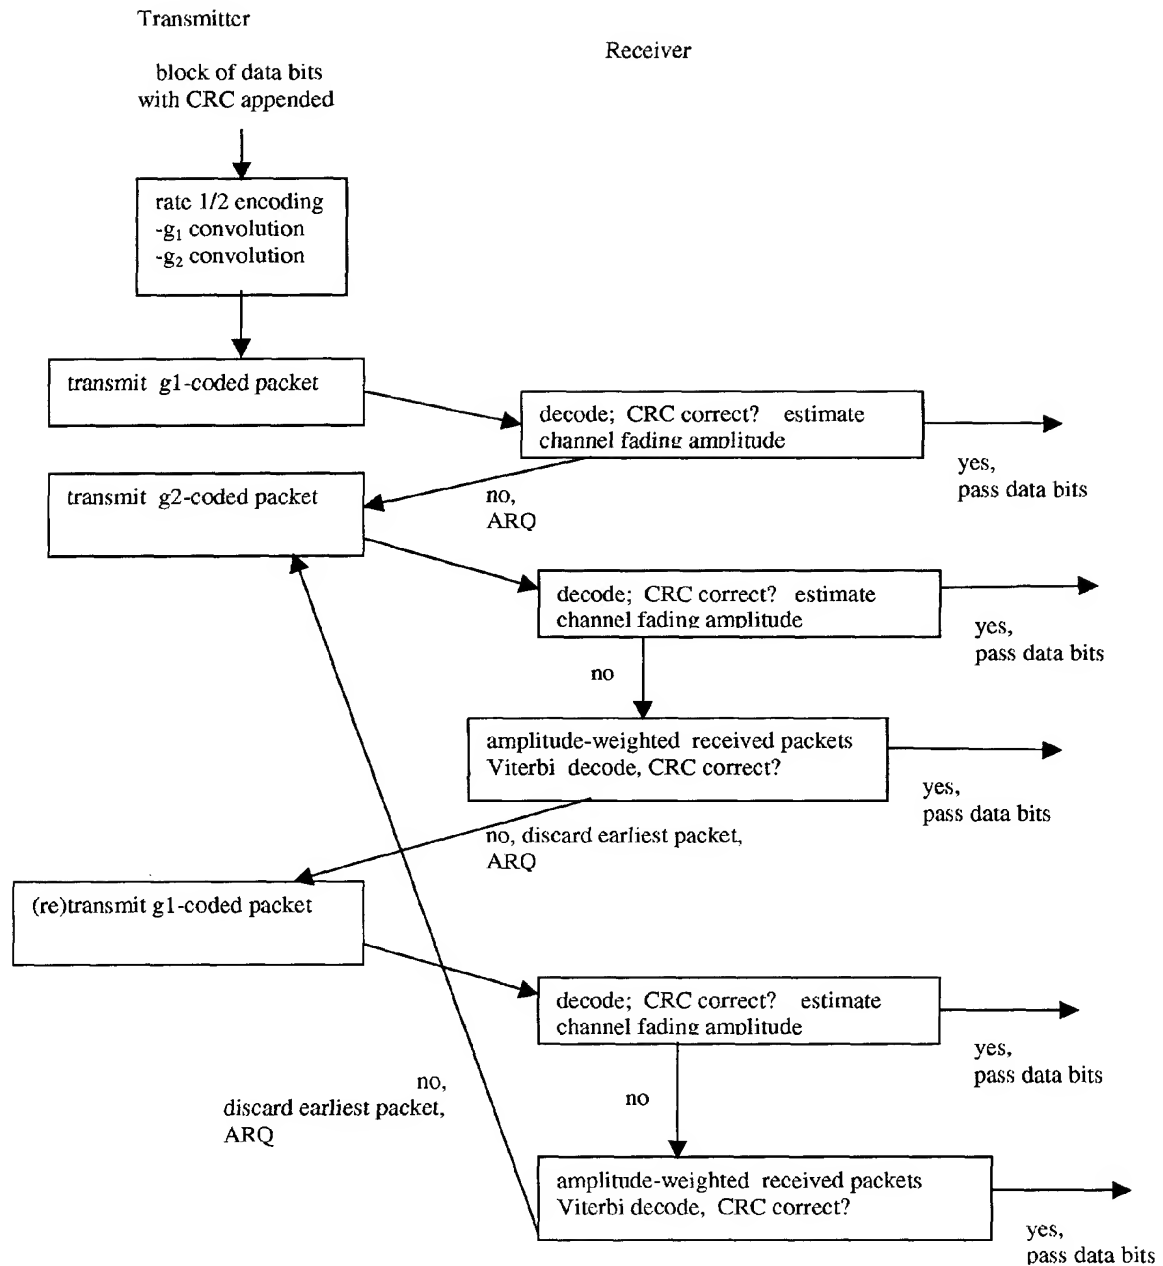 Transmitter
Receiver
block of data bits
with CRC appended
rate 1/2 encoding
-g₁ convolution
-g₂ convolution
transmit g1-coded packet
decode; CRC correct? estimate
channel fading amplitude
yes,
pass data bits
no,
ARQ
transmit g2-coded packet
decode; CRC correct? estimate
channel fading amplitude
yes,
pass data bits
no
amplitude-weighted received packets
Viterbi decode, CRC correct?
yes,
pass data bits
no, discard earliest packet,
ARQ
(re)transmit g1-coded packet
decode; CRC correct? estimate
channel fading amplitude
yes,
pass data bits
no,
discard earliest packet,
ARQ
no
amplitude-weighted received packets
Viterbi decode, CRC correct?
yes,
pass data bits